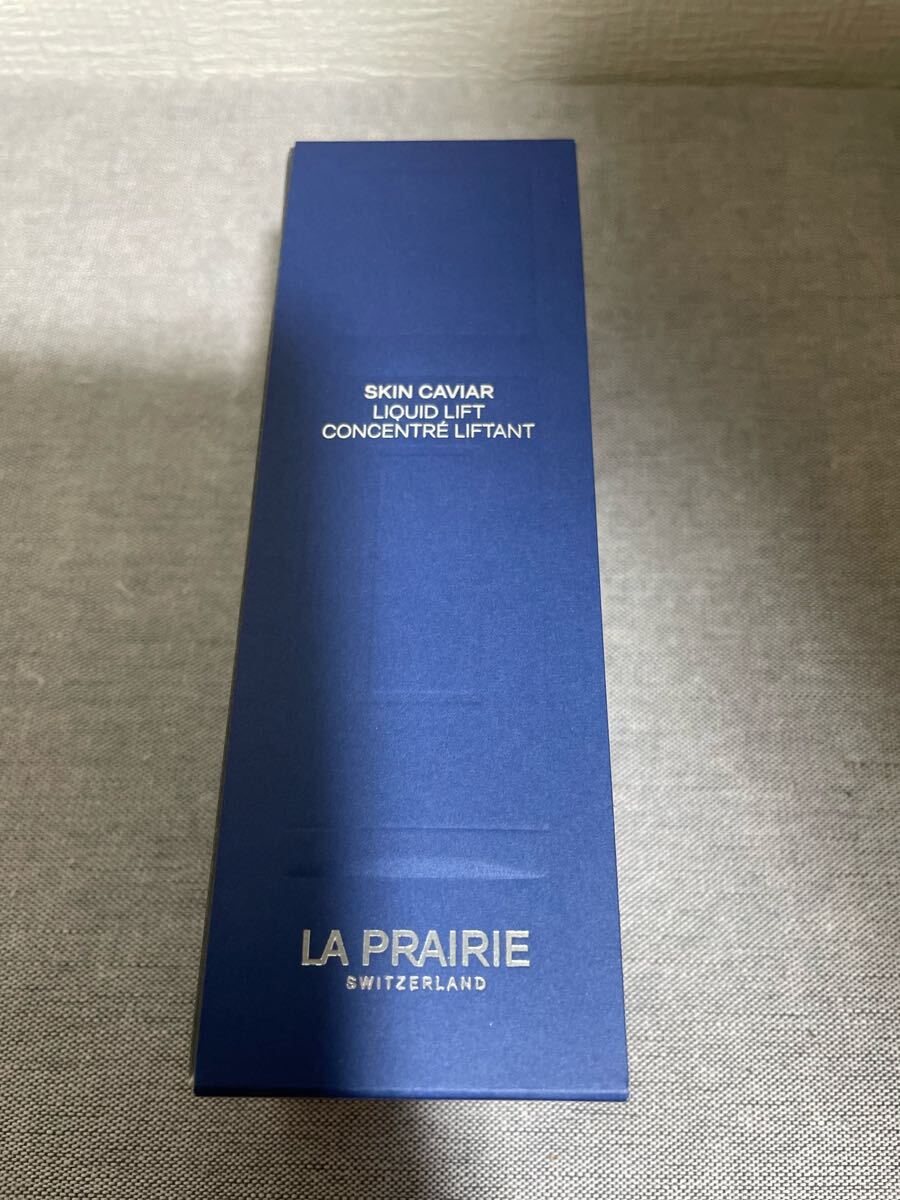 SKIN CAVIAR
LIQUID LIFT
CONCENTRÉ LIFTANT
LA PRAIRIE
SWITZERLAND